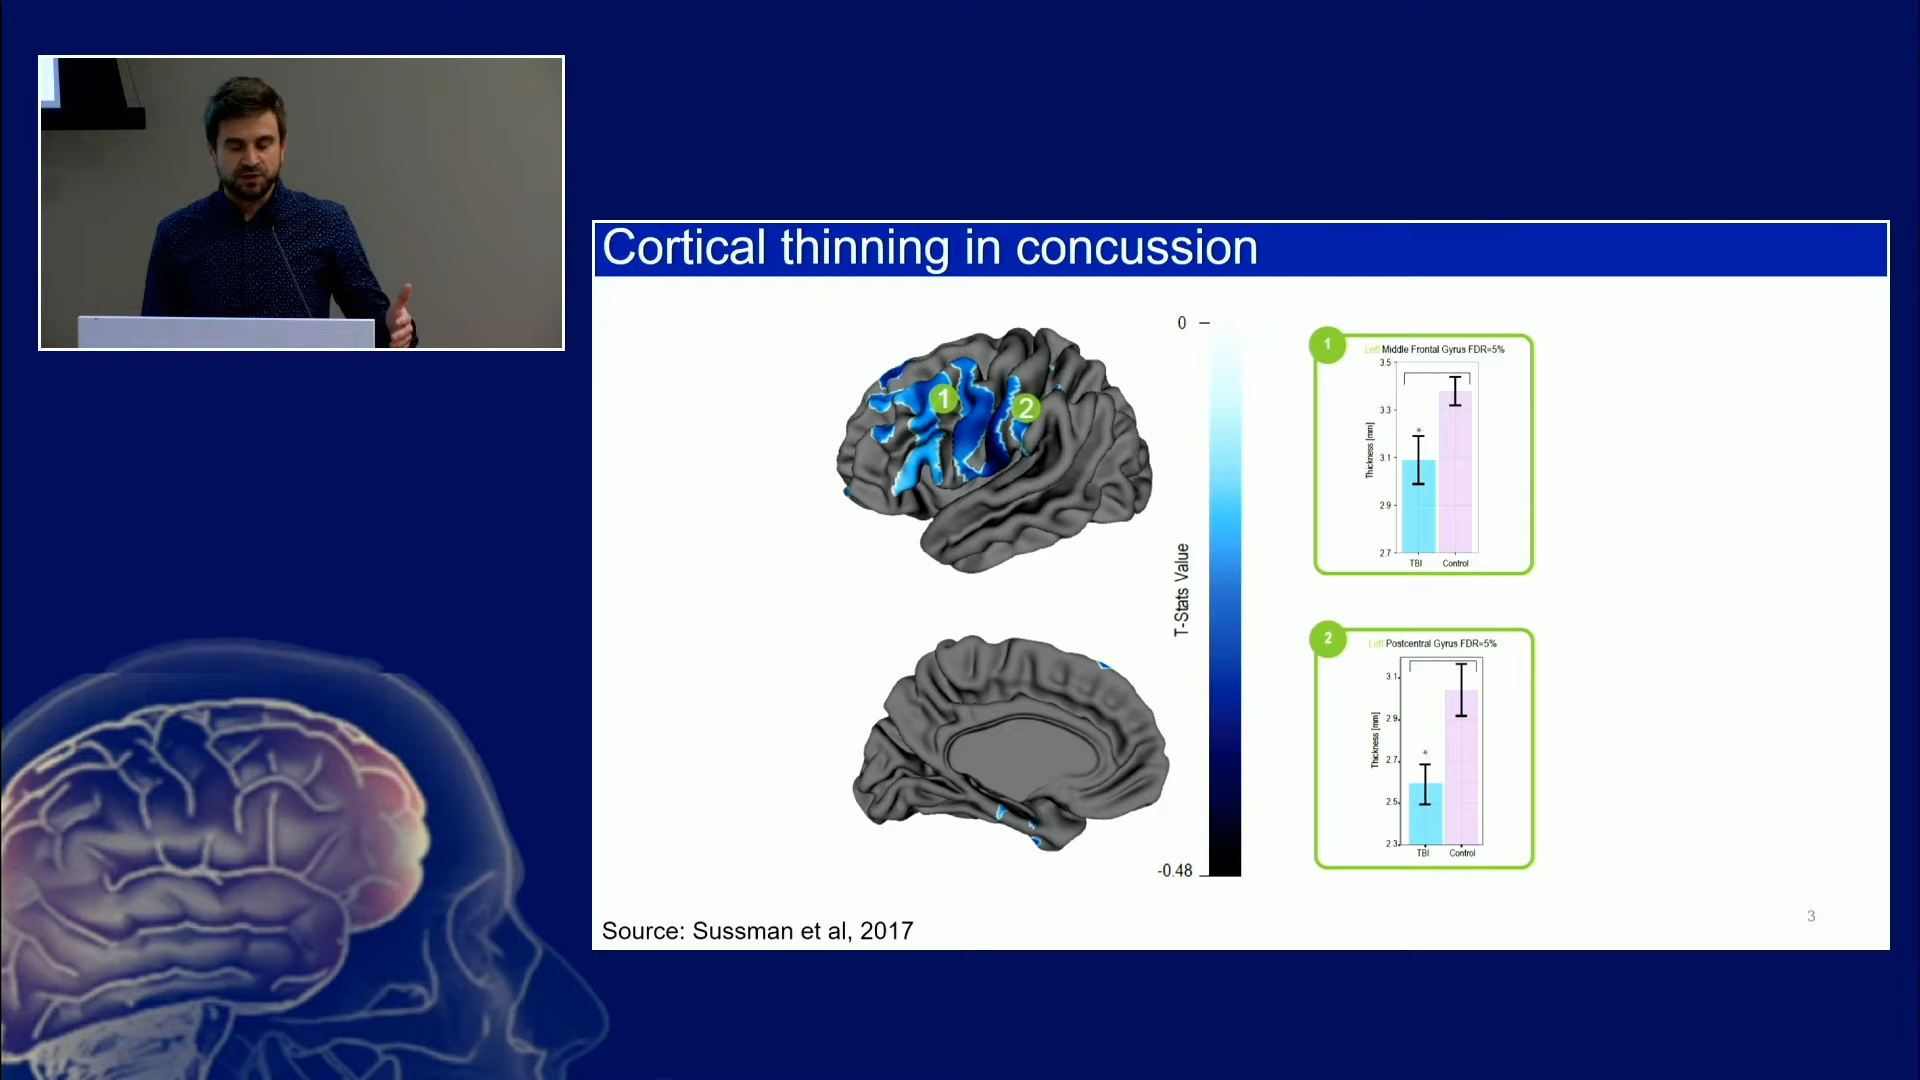 Cortical thinning in concussion
1
2
0
T-Stats Value
-0.48
1
Left Middle Frontal Gyrus FDR=5%
3.5
3.3
3.1
2.9
2.7
Thickness [mm]
*
TBI Control
2
Left Postcentral Gyrus FDR=5%
3.1
2.9
2.7
2.5
2.3
Thickness [mm]
*
TBI Control
Source: Sussman et al, 2017
3